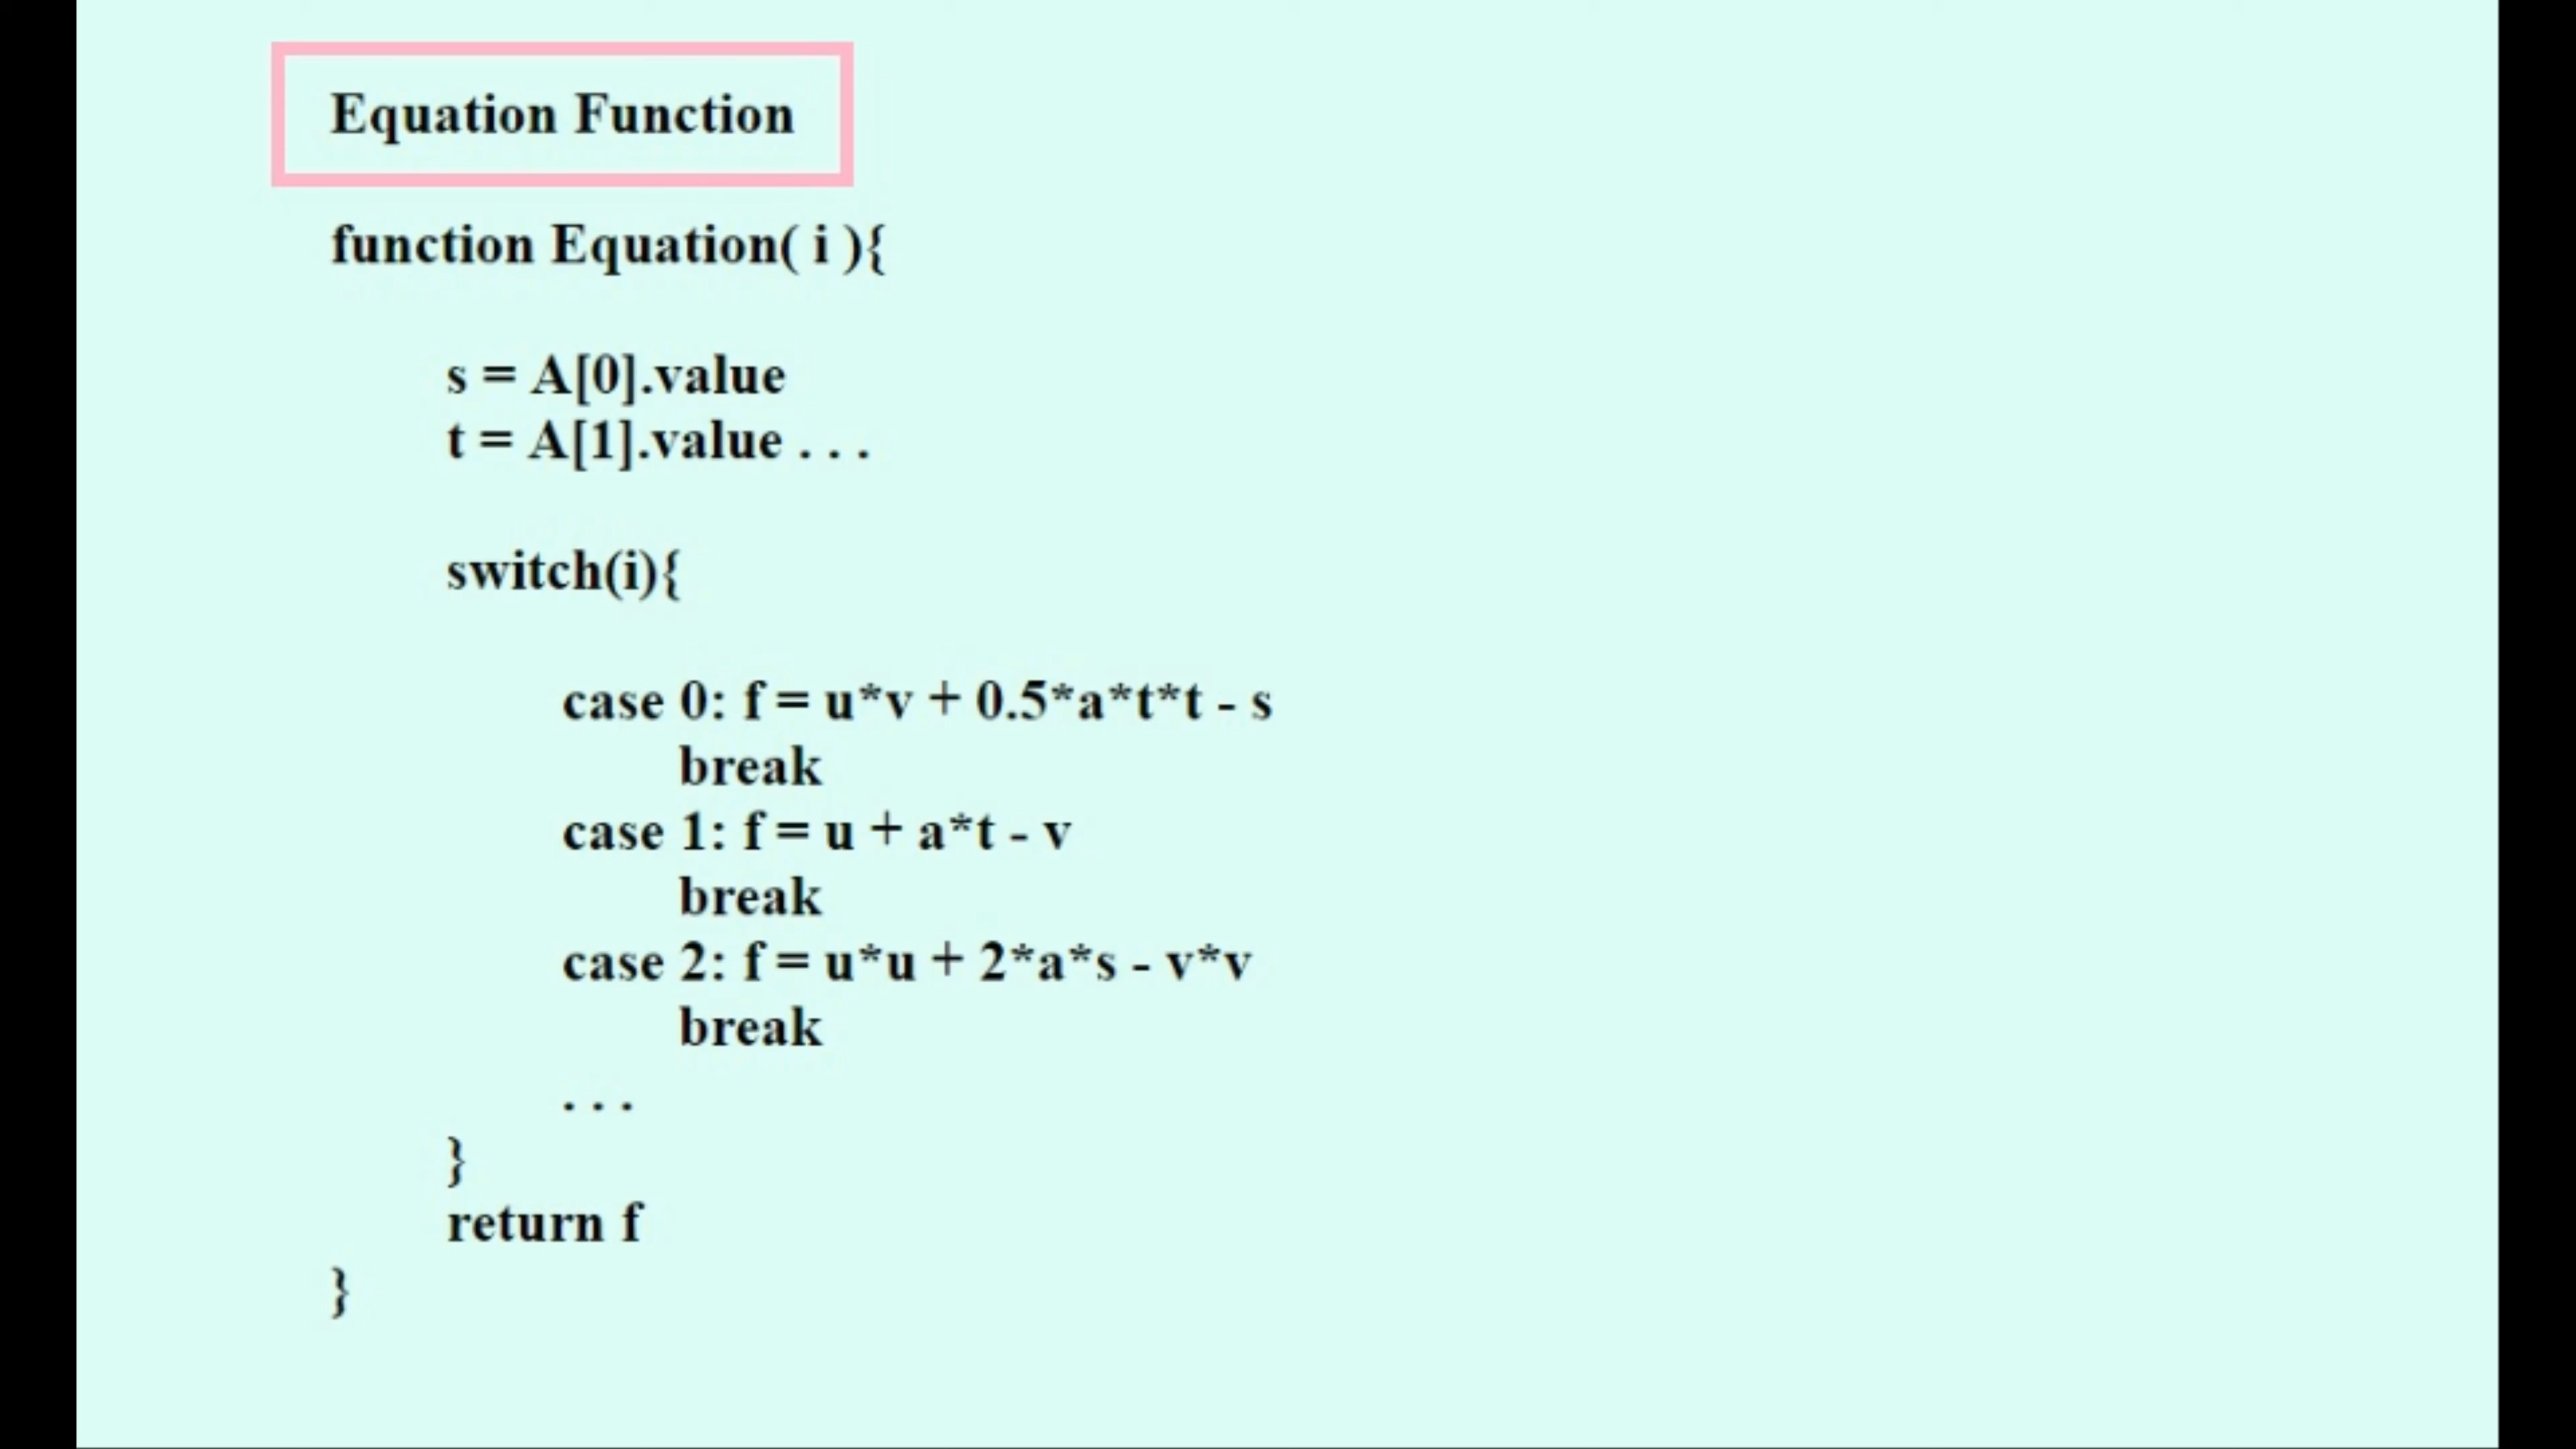 Equation Function
function Equation( i ){
s = A[0].value
t = A[1].value . . .
switch(i){
case 0: f = u*v + 0.5*a*t*t - s
break
case 1: f = u + a*t - v
break
case 2: f = u*u + 2*a*s - v*v
break
. . .
}
return f
}